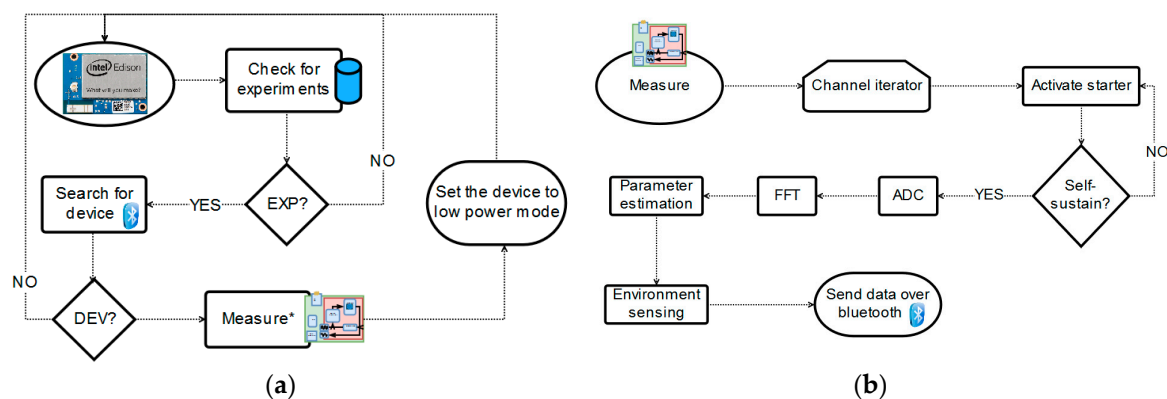 intel Edison
What will you make?
Check for
experiments
NO
Search for
device
YES
EXP?
Set the device to
low power mode
NO
DEV?
Measure*
(a)
Measure
Channel iterator
Activate starter
NO
Parameter
estimation
FFT
ADC
YES
Self-
sustain?
Environment
sensing
Send data over
bluetooth
(b)